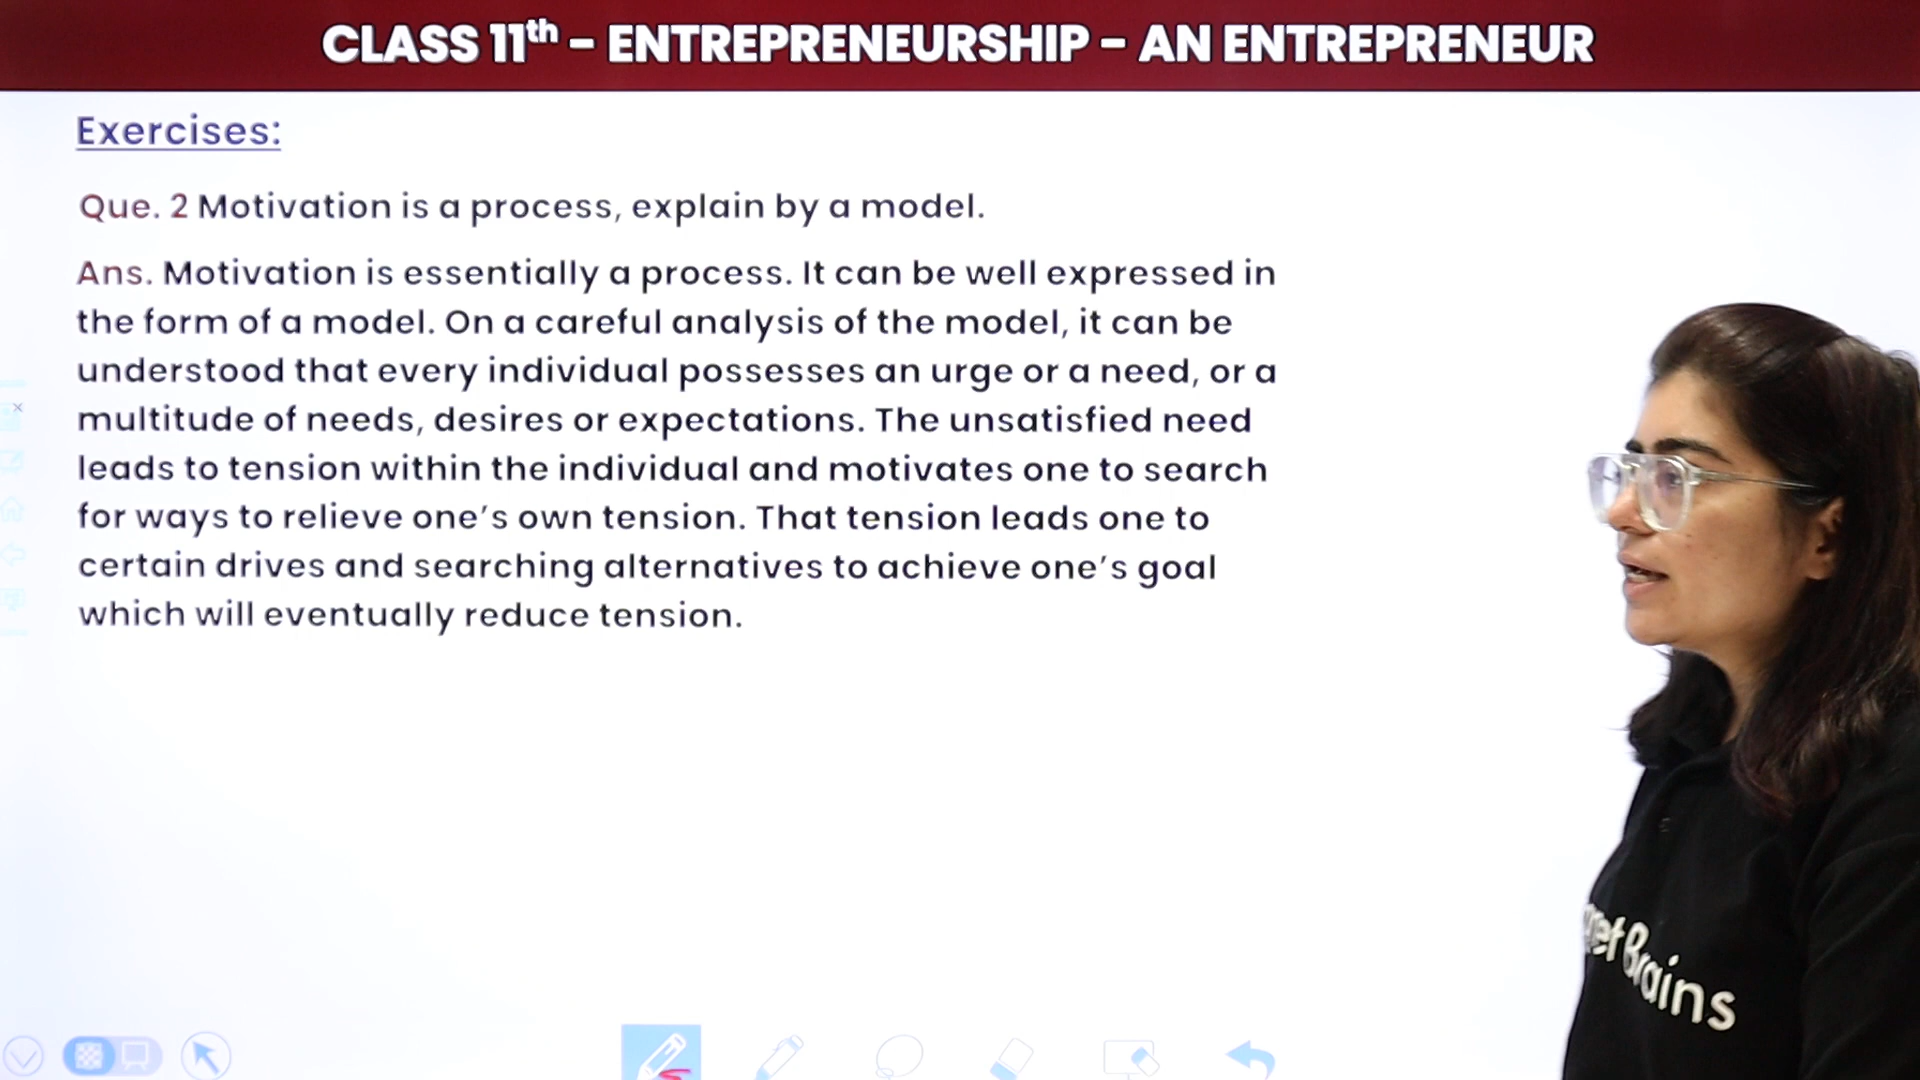 CLASS 11th – ENTREPRENEURSHIP – AN ENTREPRENEUR
Exercises:
Que. 2 Motivation is a process, explain by a model.
Ans. Motivation is essentially a process. It can be well expressed in
the form of a model. On a careful analysis of the model, it can be
understood that every individual possesses an urge or a need, or a
multitude of needs, desires or expectations. The unsatisfied need
leads to tension within the individual and motivates one to search
for ways to relieve one's own tension. That tension leads one to
certain drives and searching alternatives to achieve one's goal
which will eventually reduce tension.
Brains